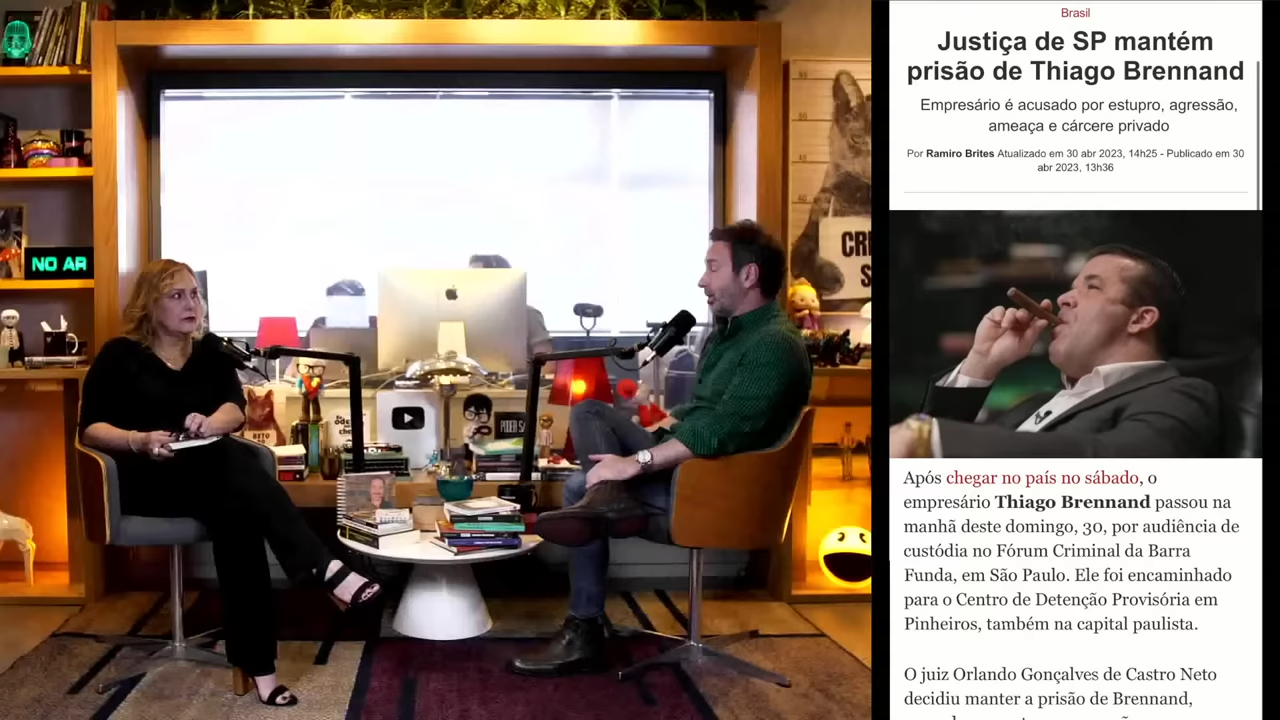 Brasil
Justiça de SP mantém
prisão de Thiago Brennand
Empresário é acusado por estupro, agressão,
ameaça e cárcere privado
Por Ramiro Brites Atualizado em 30 abr 2023, 14h25 - Publicado em 30
abr 2023, 13h36
Após chegar no país no sábado, o
empresário Thiago Brennand passou na
manhã deste domingo, 30, por audiência de
custódia no Fórum Criminal da Barra
Funda, em São Paulo. Ele foi encaminhado
para o Centro de Detenção Provisória em
Pinheiros, também na capital paulista.
O juiz Orlando Gonçalves de Castro Neto
decidiu manter a prisão de Brennand,
NO AR
BETO